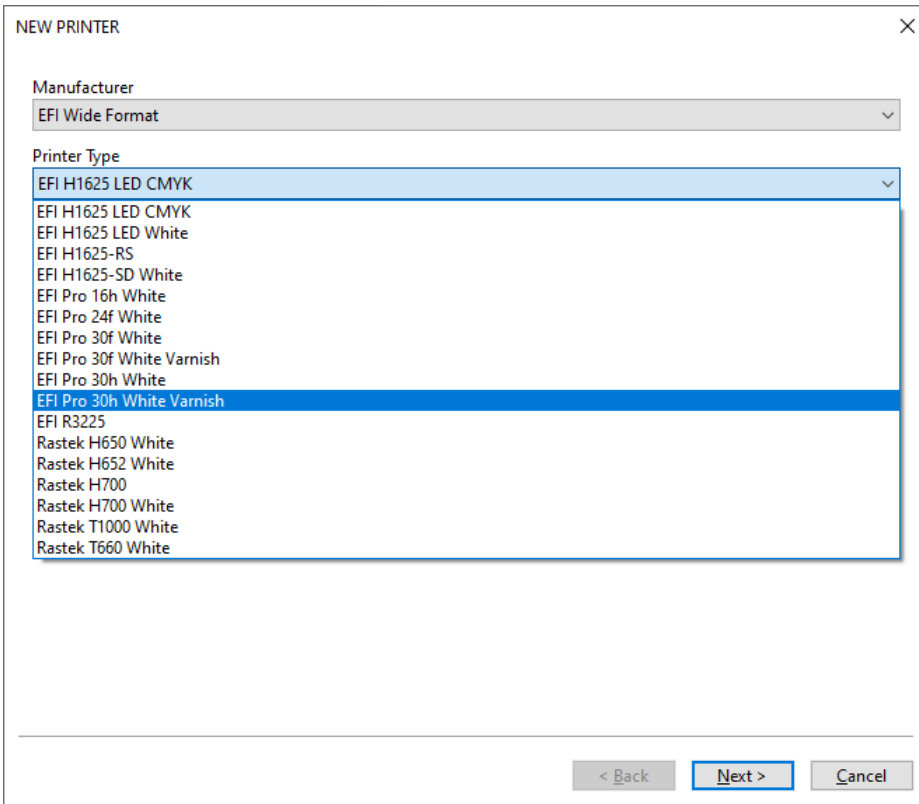 NEW PRINTER
Manufacturer
EFI Wide Format
Printer Type
EFI H1625 LED CMYK
EFI H1625 LED CMYK
EFI H1625 LED White
EFI H1625-RS
EFI H1625-SD White
EFI Pro 16h White
EFI Pro 24f White
EFI Pro 30f White
EFI Pro 30f White Varnish
EFI Pro 30h White
EFI Pro 30h White Varnish
EFI R3225
Rastek H650 White
Rastek H652 White
Rastek H700
Rastek H700 White
Rastek T1000 White
Rastek T660 White
< Back Next > Cancel